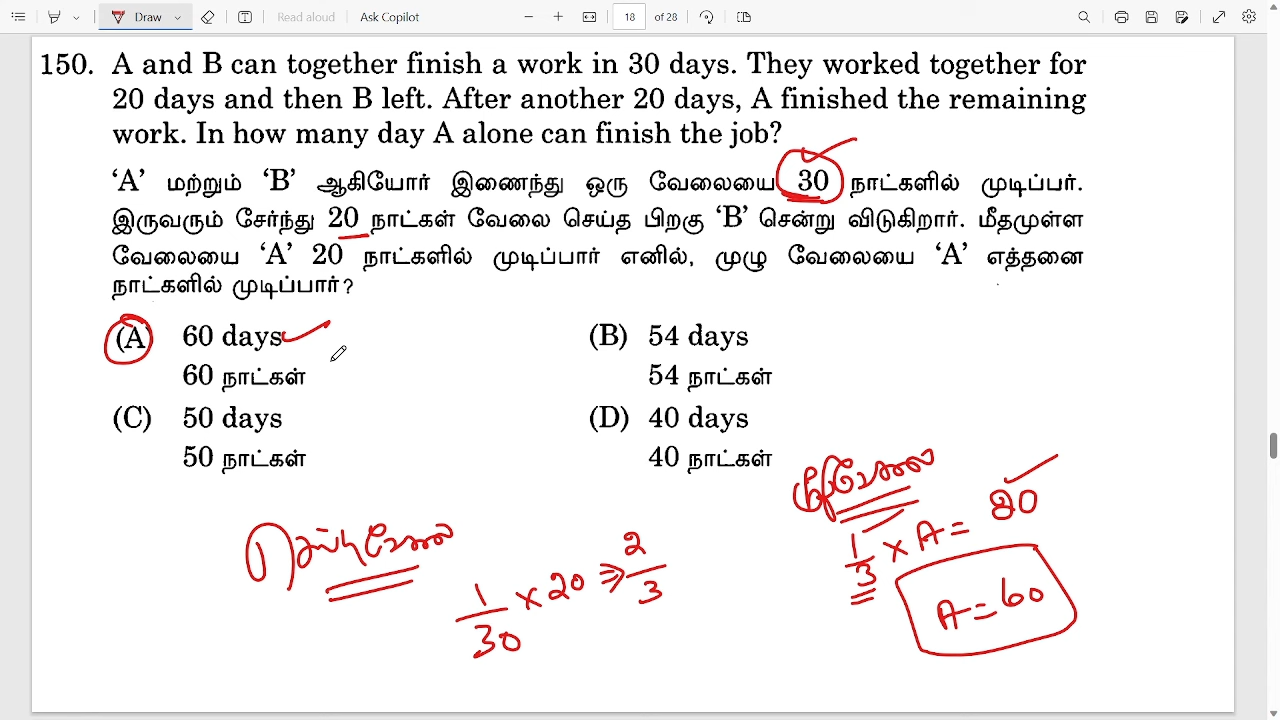 Draw
Read aloud
Ask Copilot
18 of 28
150. A and B can together finish a work in 30 days. They worked together for
20 days and then B left. After another 20 days, A finished the remaining
work. In how many day A alone can finish the job?
‘A’ மற்றும் ‘B’ ஆகியோர் இணைந்து ஒரு வேலையை 30 நாட்களில் முடிப்பர்.
இருவரும் சேர்ந்து 20 நாட்கள் வேலை செய்த பிறகு ‘B’ சென்று விடுகிறார். மீதமுள்ள
வேலையை ‘A’ 20 நாட்களில் முடிப்பார் எனில், முழு வேலையை ‘A’ எத்தனை
நாட்களில் முடிப்பார்?
(A) 60 days
60 நாட்கள்
(B) 54 days
54 நாட்கள்
(C) 50 days
50 நாட்கள்
(D) 40 days
40 நாட்கள்
1/30 × 20 ⇒ 2/3
1/3 × A = 20
A = 60